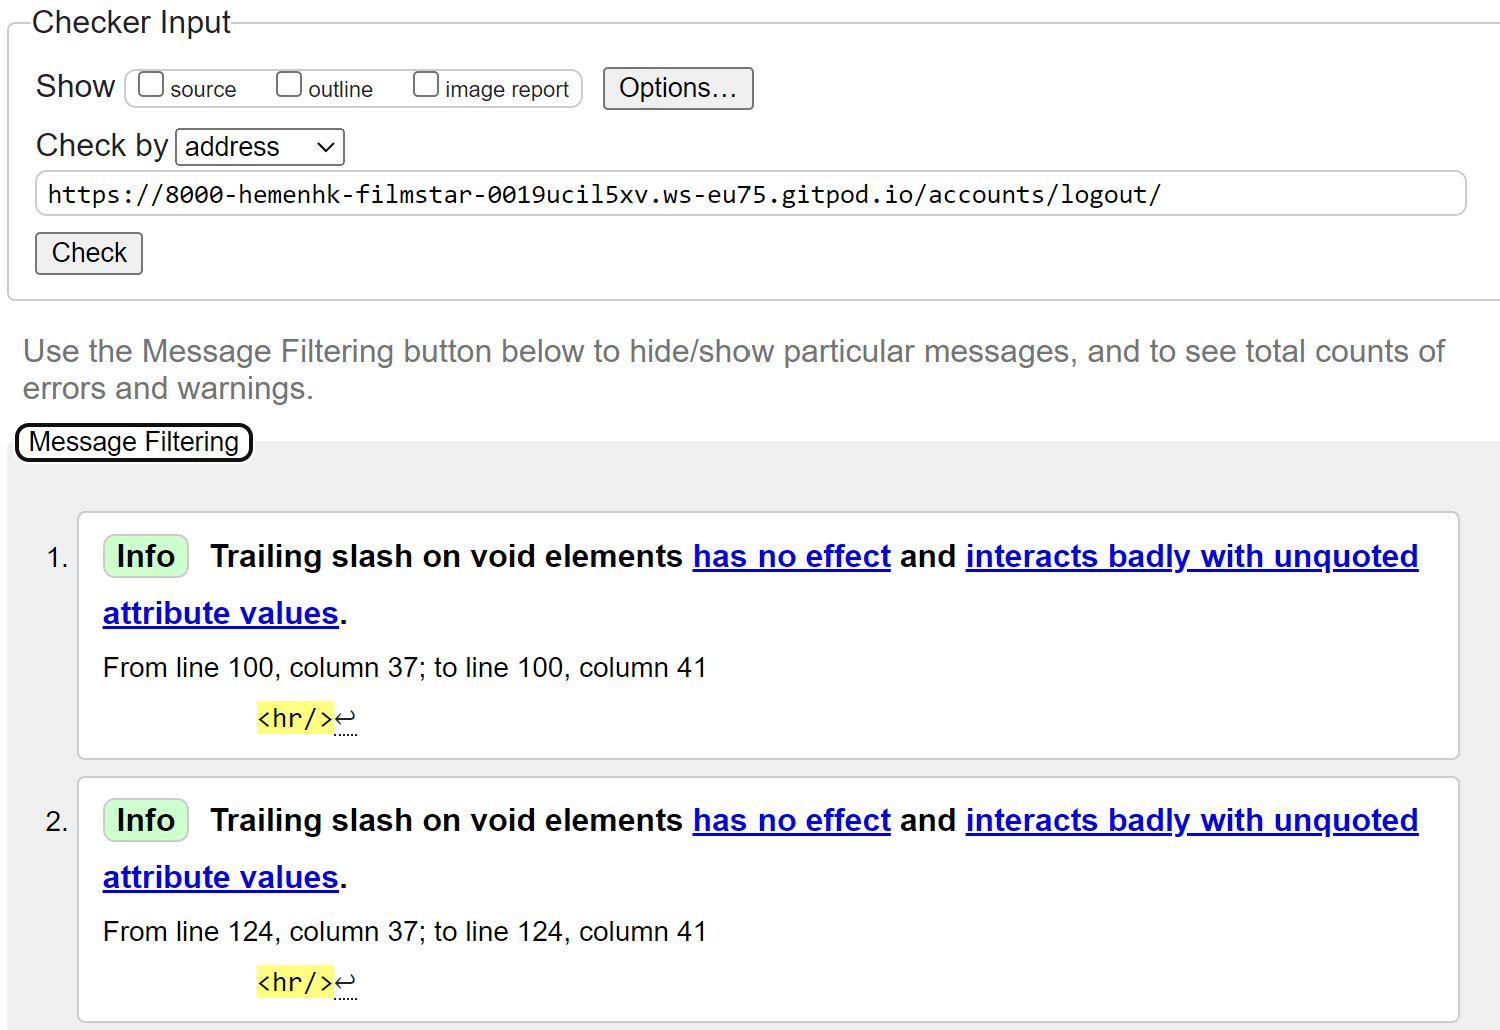 Checker Input
Show source outline image report Options…
Check by address
https://8000-hemenhk-filmstar-0019ucil5xv.ws-eu75.gitpod.io/accounts/logout/
Check
Use the Message Filtering button below to hide/show particular messages, and to see total counts of
errors and warnings.
Message Filtering
1. Info Trailing slash on void elements has no effect and interacts badly with unquoted
attribute values.
From line 100, column 37; to line 100, column 41
<hr/>↩
2. Info Trailing slash on void elements has no effect and interacts badly with unquoted
attribute values.
From line 124, column 37; to line 124, column 41
<hr/>↩